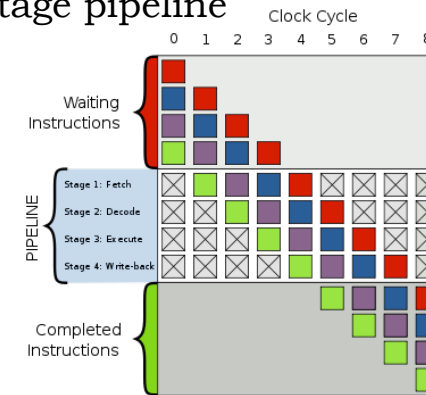 tage pipeline
Clock Cycle
0 1 2 3 4 5 6 7
Waiting
Instructions
PIPELINE
Stage 1: Fetch
Stage 2: Decode
Stage 3: Execute
Stage 4: Write-back
Completed
Instructions